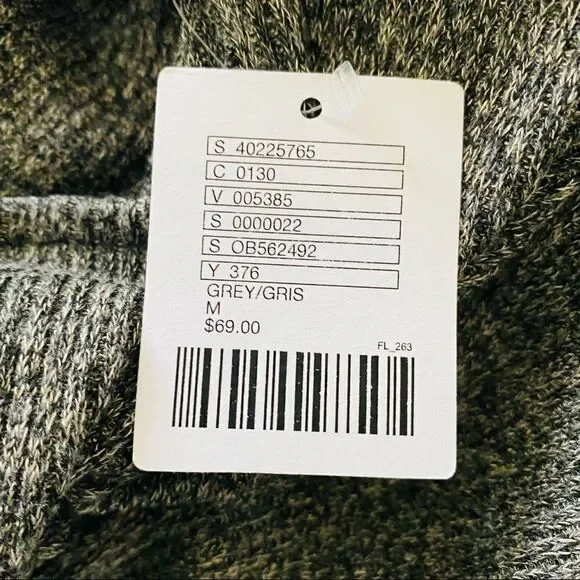 S 40225765
C 0130
V 005385
S 0000022
S OB562492
Y 376
GREY/GRIS
M
$69.00
FL_263